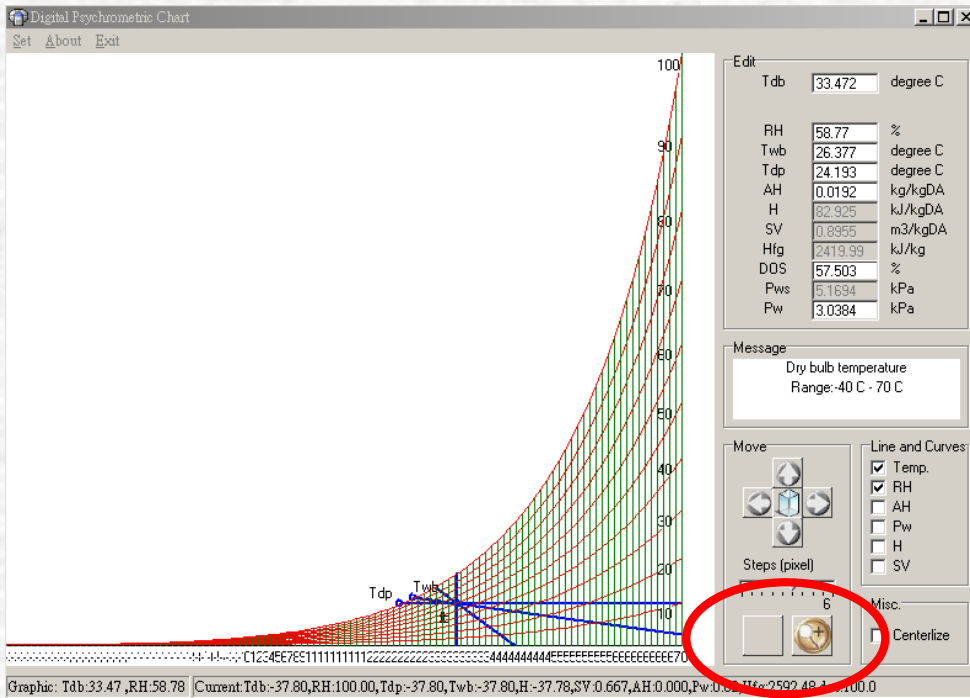 Digital Psychrometric Chart
Set About Exit
100
90
80
70
60
50
40
30
20
10
Tdp
Twb
Edit
Tdb 33.472 degree C
RH 58.77 %
Twb 26.377 degree C
Tdp 24.193 degree C
AH 0.0192 kg/kgDA
H 82.925 kJ/kgDA
SV 0.8955 m3/kgDA
Hfg 2419.99 kJ/kg
DOS 57.503 %
Pws 5.1694 kPa
Pw 3.0384 kPa
Message
Dry bulb temperature
Range:-40 C - 70 C
Move
Steps (pixel)
6
Line and Curves
Temp.
RH
AH
Pw
H
SV
Misc.
Centerlize
Graphic: Tdb:33.47 ,RH:58.78 Current:Tdb:-37.80,RH:100.00,Tdp:-37.80,Twb:-37.80,H:-37.78,SV:0.667,AH:0.000,